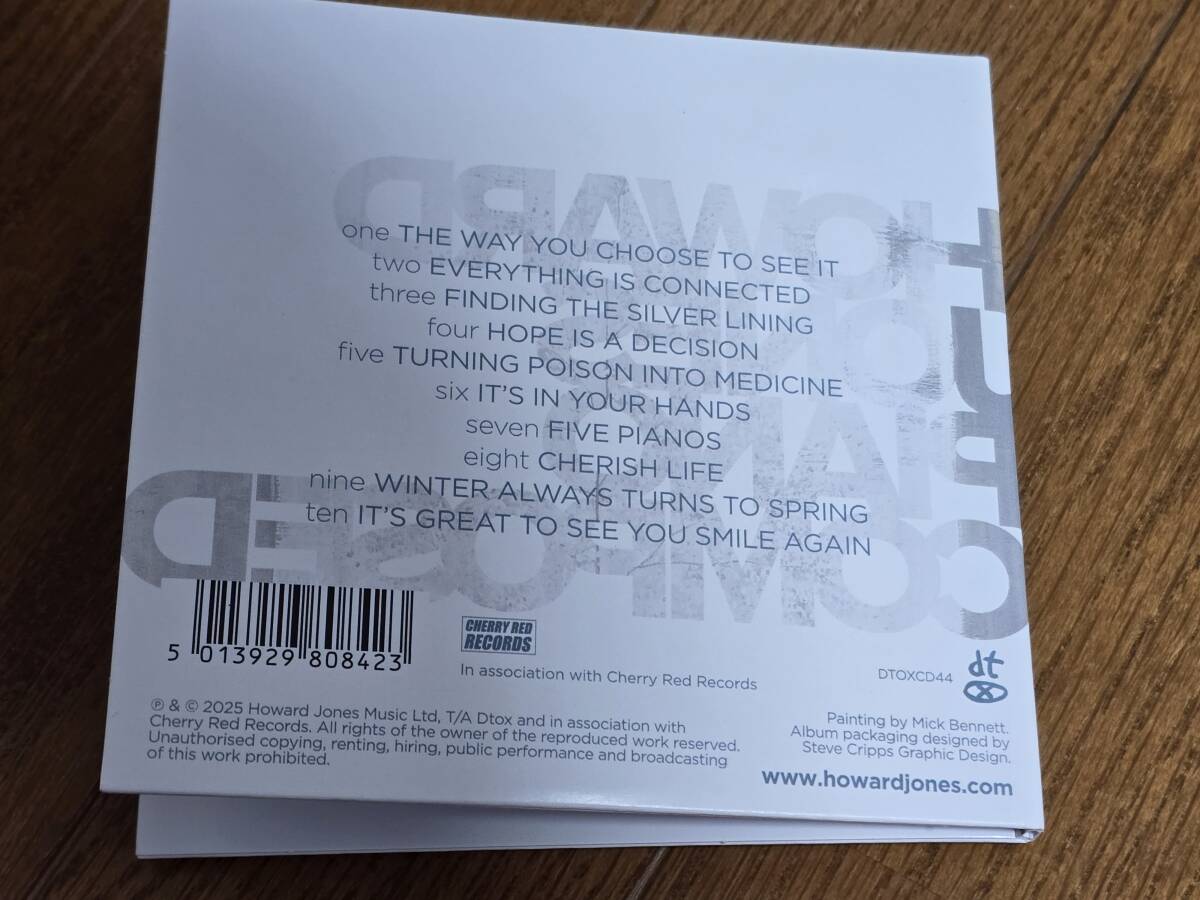 one THE WAY YOU CHOOSE TO SEE IT
two EVERYTHING IS CONNECTED
three FINDING THE SILVER LINING
four HOPE IS A DECISION
five TURNING POISON INTO MEDICINE
six IT'S IN YOUR HANDS
seven FIVE PIANOS
eight CHERISH LIFE
nine WINTER ALWAYS TURNS TO SPRING
ten IT'S GREAT TO SEE YOU SMILE AGAIN
5 013929 808423
CHERRY RED
RECORDS
In association with Cherry Red Records
DTOXCD44
dt
℗ & © 2025 Howard Jones Music Ltd, T/A Dtox and in association with
Cherry Red Records. All rights of the owner of the reproduced work reserved.
Unauthorised copying, renting, hiring, public performance and broadcasting
of this work prohibited.
Painting by Mick Bennett.
Album packaging designed by
Steve Cripps Graphic Design.
www.howardjones.com